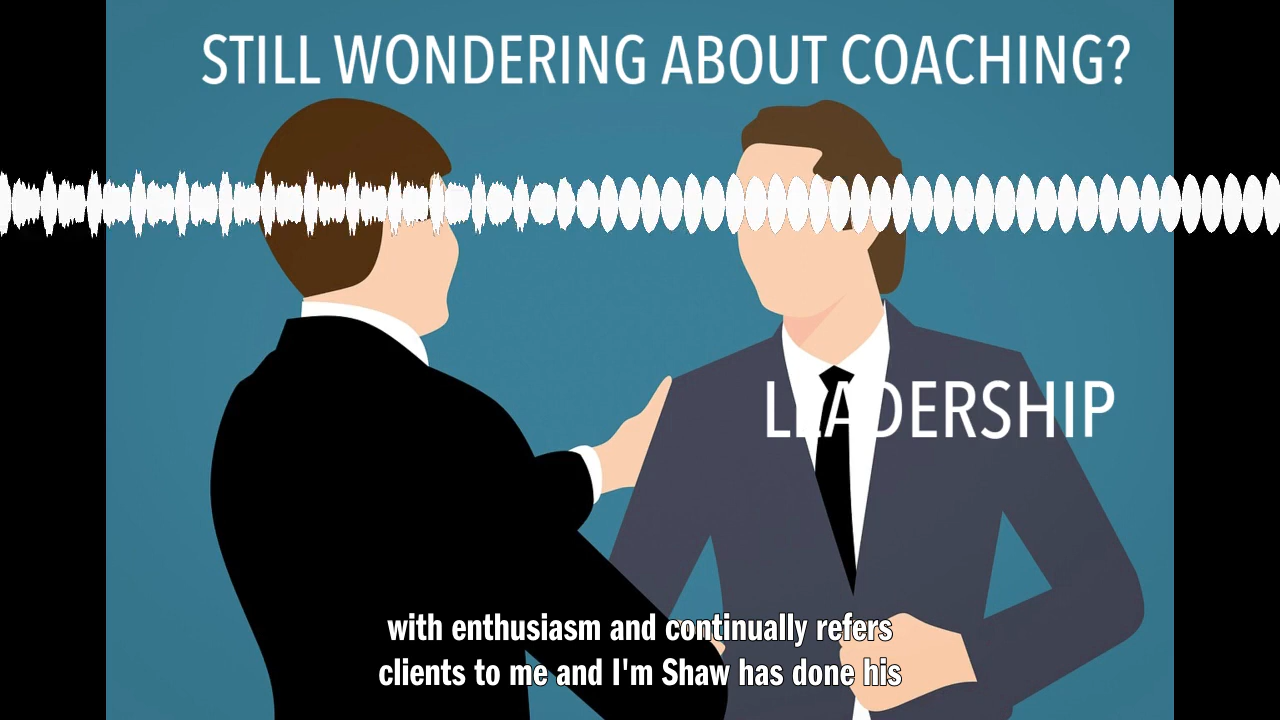 STILL WONDERING ABOUT COACHING?
LEADERSHIP
with enthusiasm and continually refers
clients to me and I'm Shaw has done his